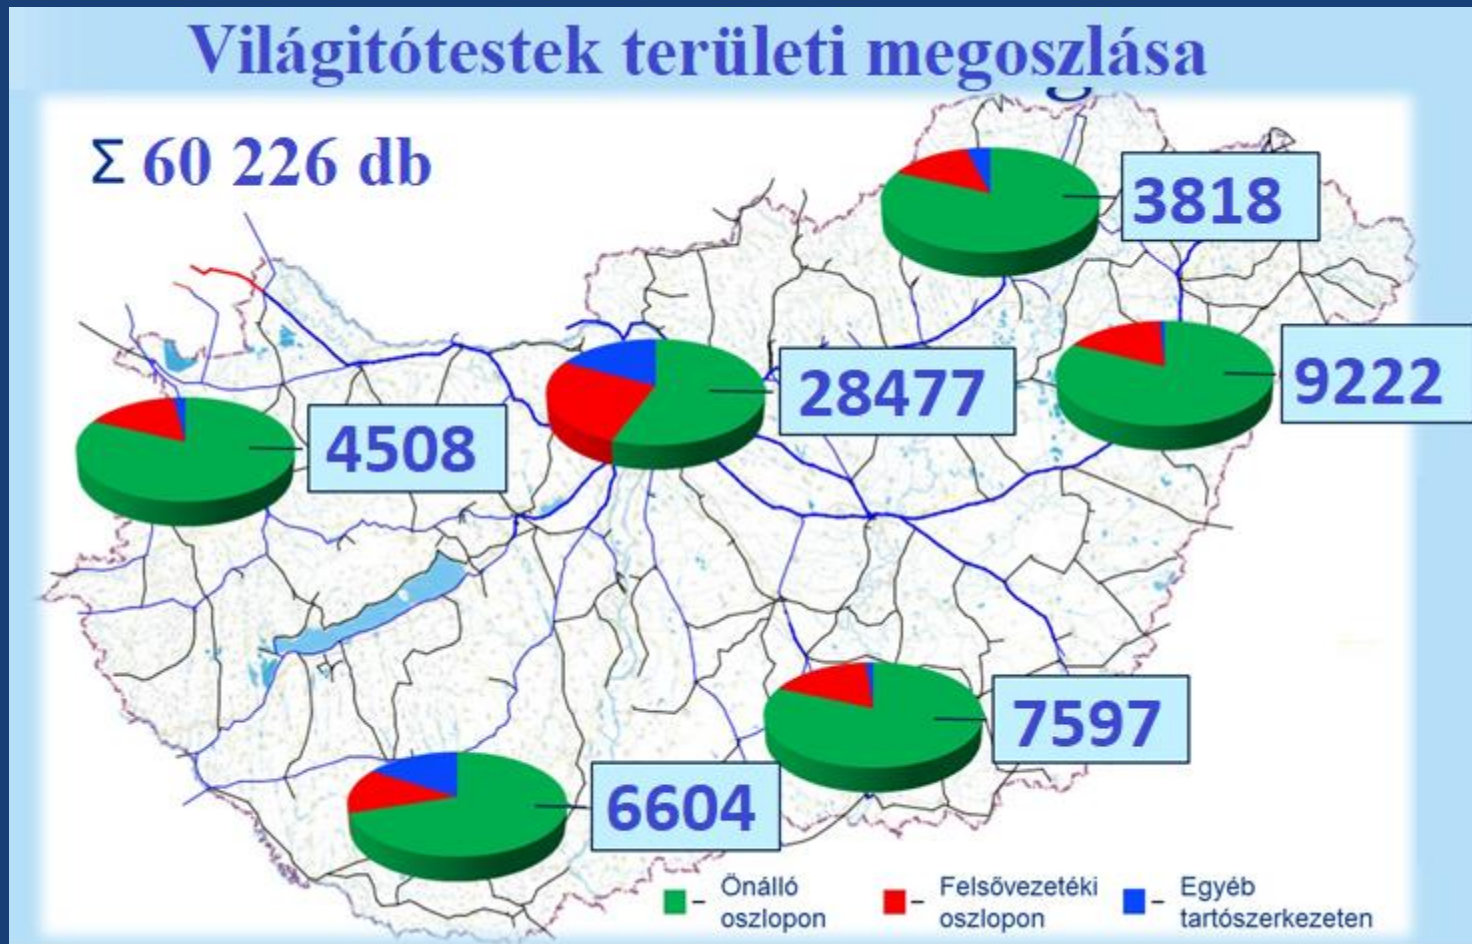 Világitótestek területi megoszlása
Σ 60 226 db
3818
28477
9222
4508
7597
6604
- Önálló
oszlopon
- Felsővezetéki
oszlopon
- Egyéb
tartószerkezeten